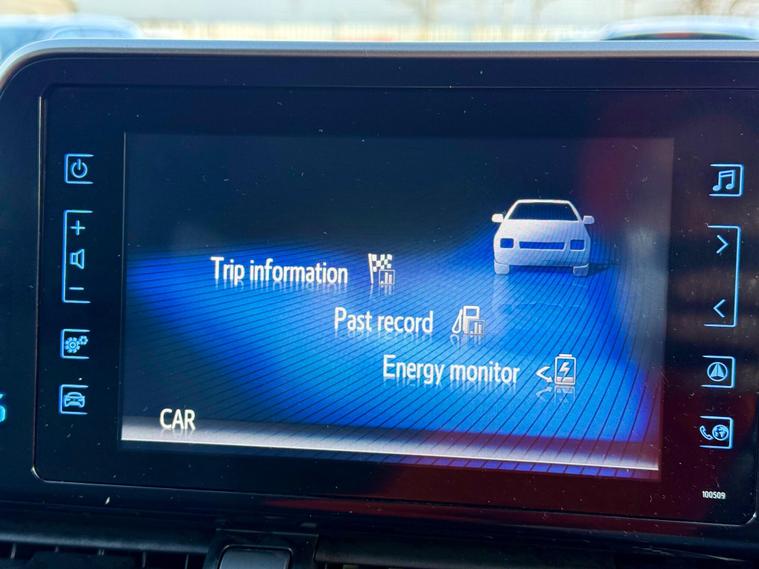 Trip information
Past record
Energy monitor
CAR
100509